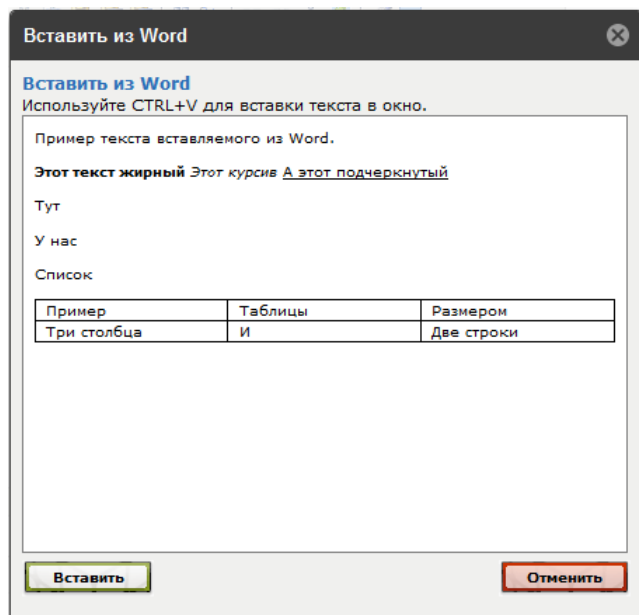 Вставить из Word
Вставить из Word
Используйте CTRL+V для вставки текста в окно.
Пример текста вставляемого из Word.
Этот текст жирный Этот курсив А этот подчеркнутый
Тут
У нас
Список
Пример Таблицы Размером
Три столбца И Две строки
Вставить Отменить